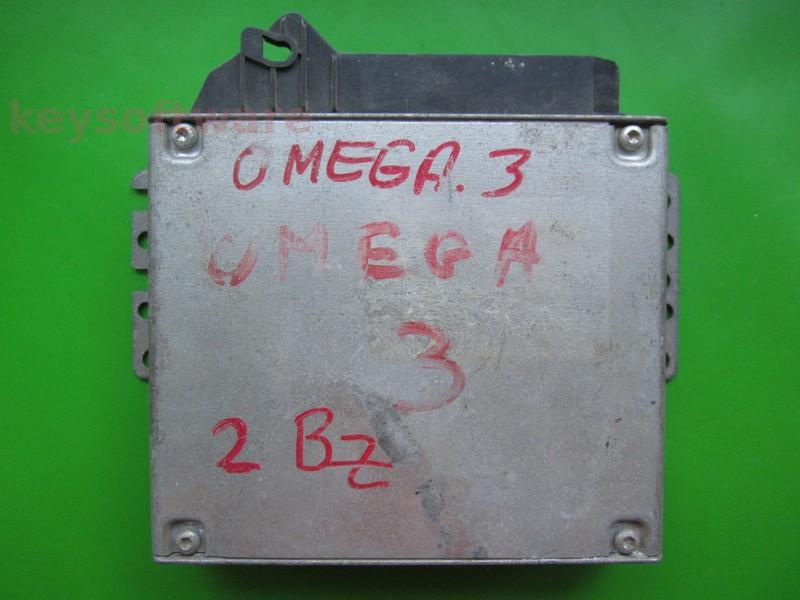 keysoftware
OMEGA.3
OMEGA
3
2 Bz